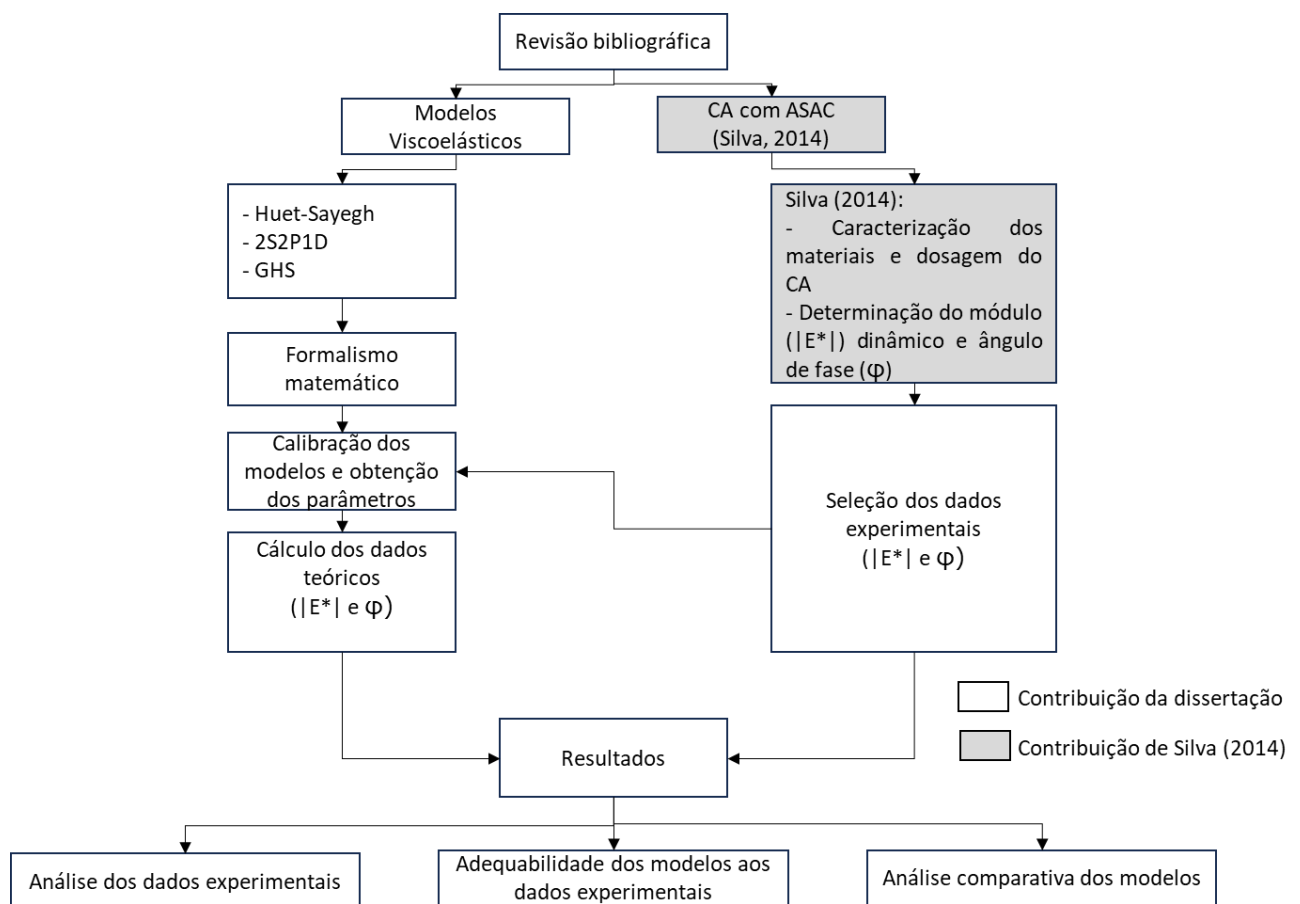 Revisão bibliográfica
Modelos
Viscoelásticos
CA com ASAC
(Silva, 2014)
- Huet-Sayegh
- 2S2P1D
- GHS
Silva (2014):
- Caracterização dos
materiais e dosagem do
CA
- Determinação do módulo
(|E*|) dinâmico e ângulo
de fase (φ)
Formalismo
matemático
Calibração dos
modelos e obtenção
dos parâmetros
Seleção dos dados
experimentais
(|E*| e φ)
Cálculo dos dados
teóricos
(|E*| e φ)
Contribuição da dissertação
Contribuição de Silva (2014)
Resultados
Análise dos dados experimentais
Adequabilidade dos modelos aos
dados experimentais
Análise comparativa dos modelos